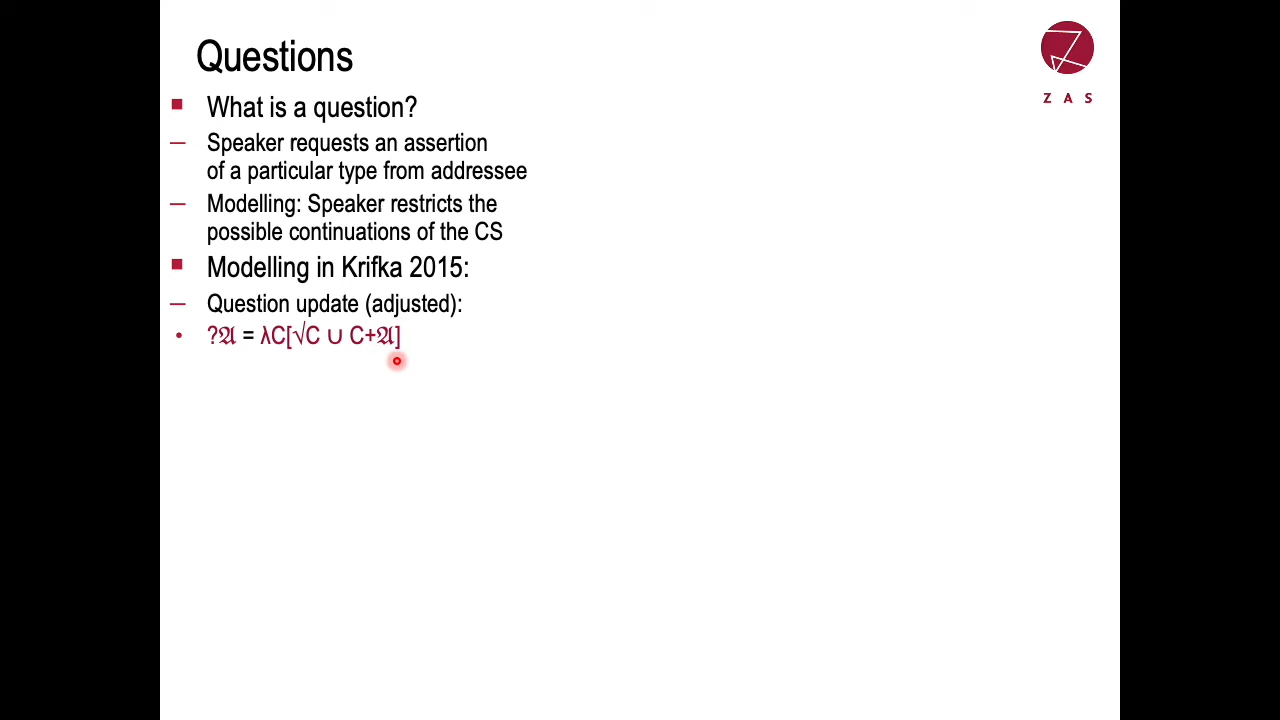 Questions
What is a question?
Speaker requests an assertion
of a particular type from addressee
Modelling: Speaker restricts the
possible continuations of the CS
Modelling in Krifka 2015:
Question update (adjusted):
?𝔄 = λC[√C ∪ C+𝔄]
Z A S